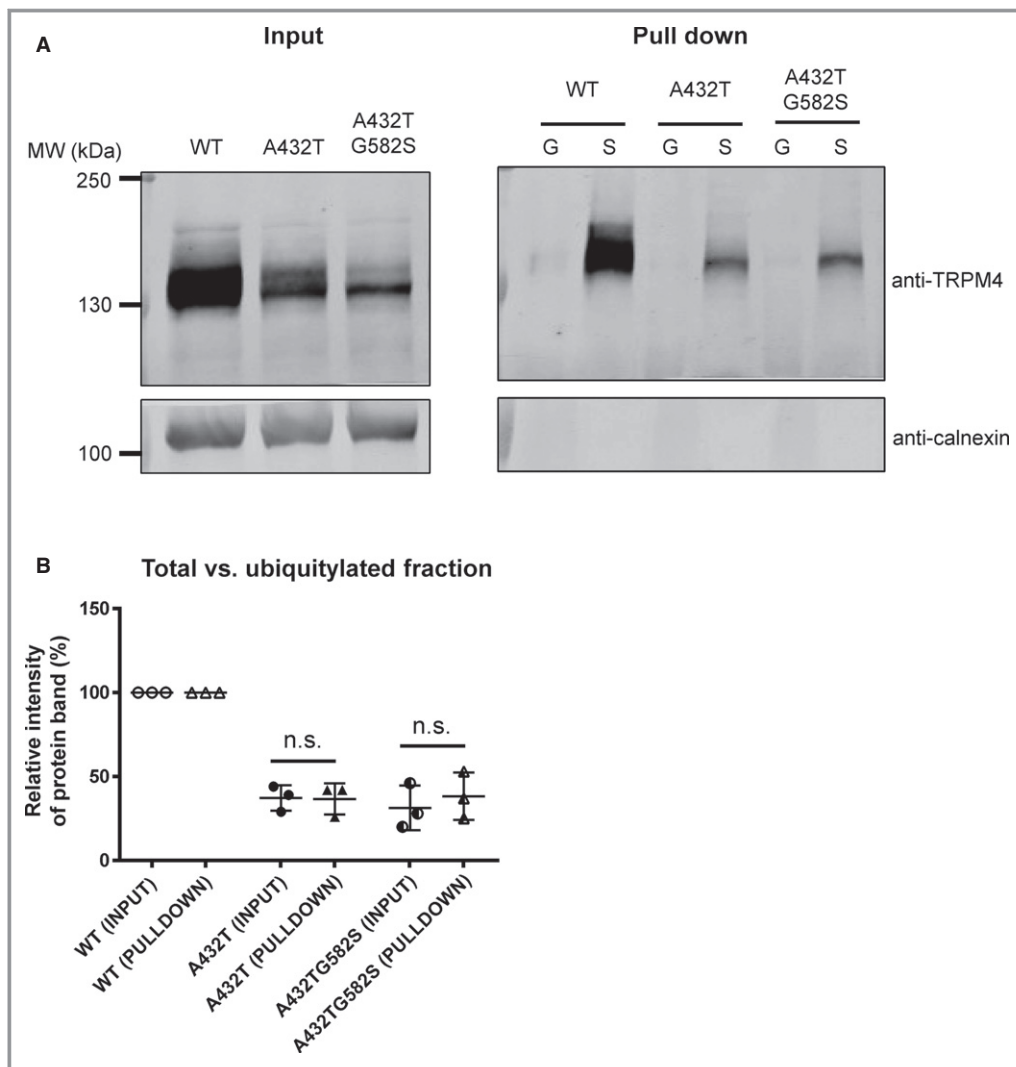 A
Input
Pull down
MW (kDa)
WT
A432T
A432T
G582S
WT
A432T
A432T
G582S
G S G S G S
250
130
100
anti-TRPM4
anti-calnexin
B
Total vs. ubiquitylated fraction
Relative intensity
of protein band (%)
150
100
50
0
n.s.
n.s.
WT (INPUT)
WT (PULLDOWN)
A432T (INPUT)
A432T (PULLDOWN)
A432TG582S (INPUT)
A432TG582S (PULLDOWN)